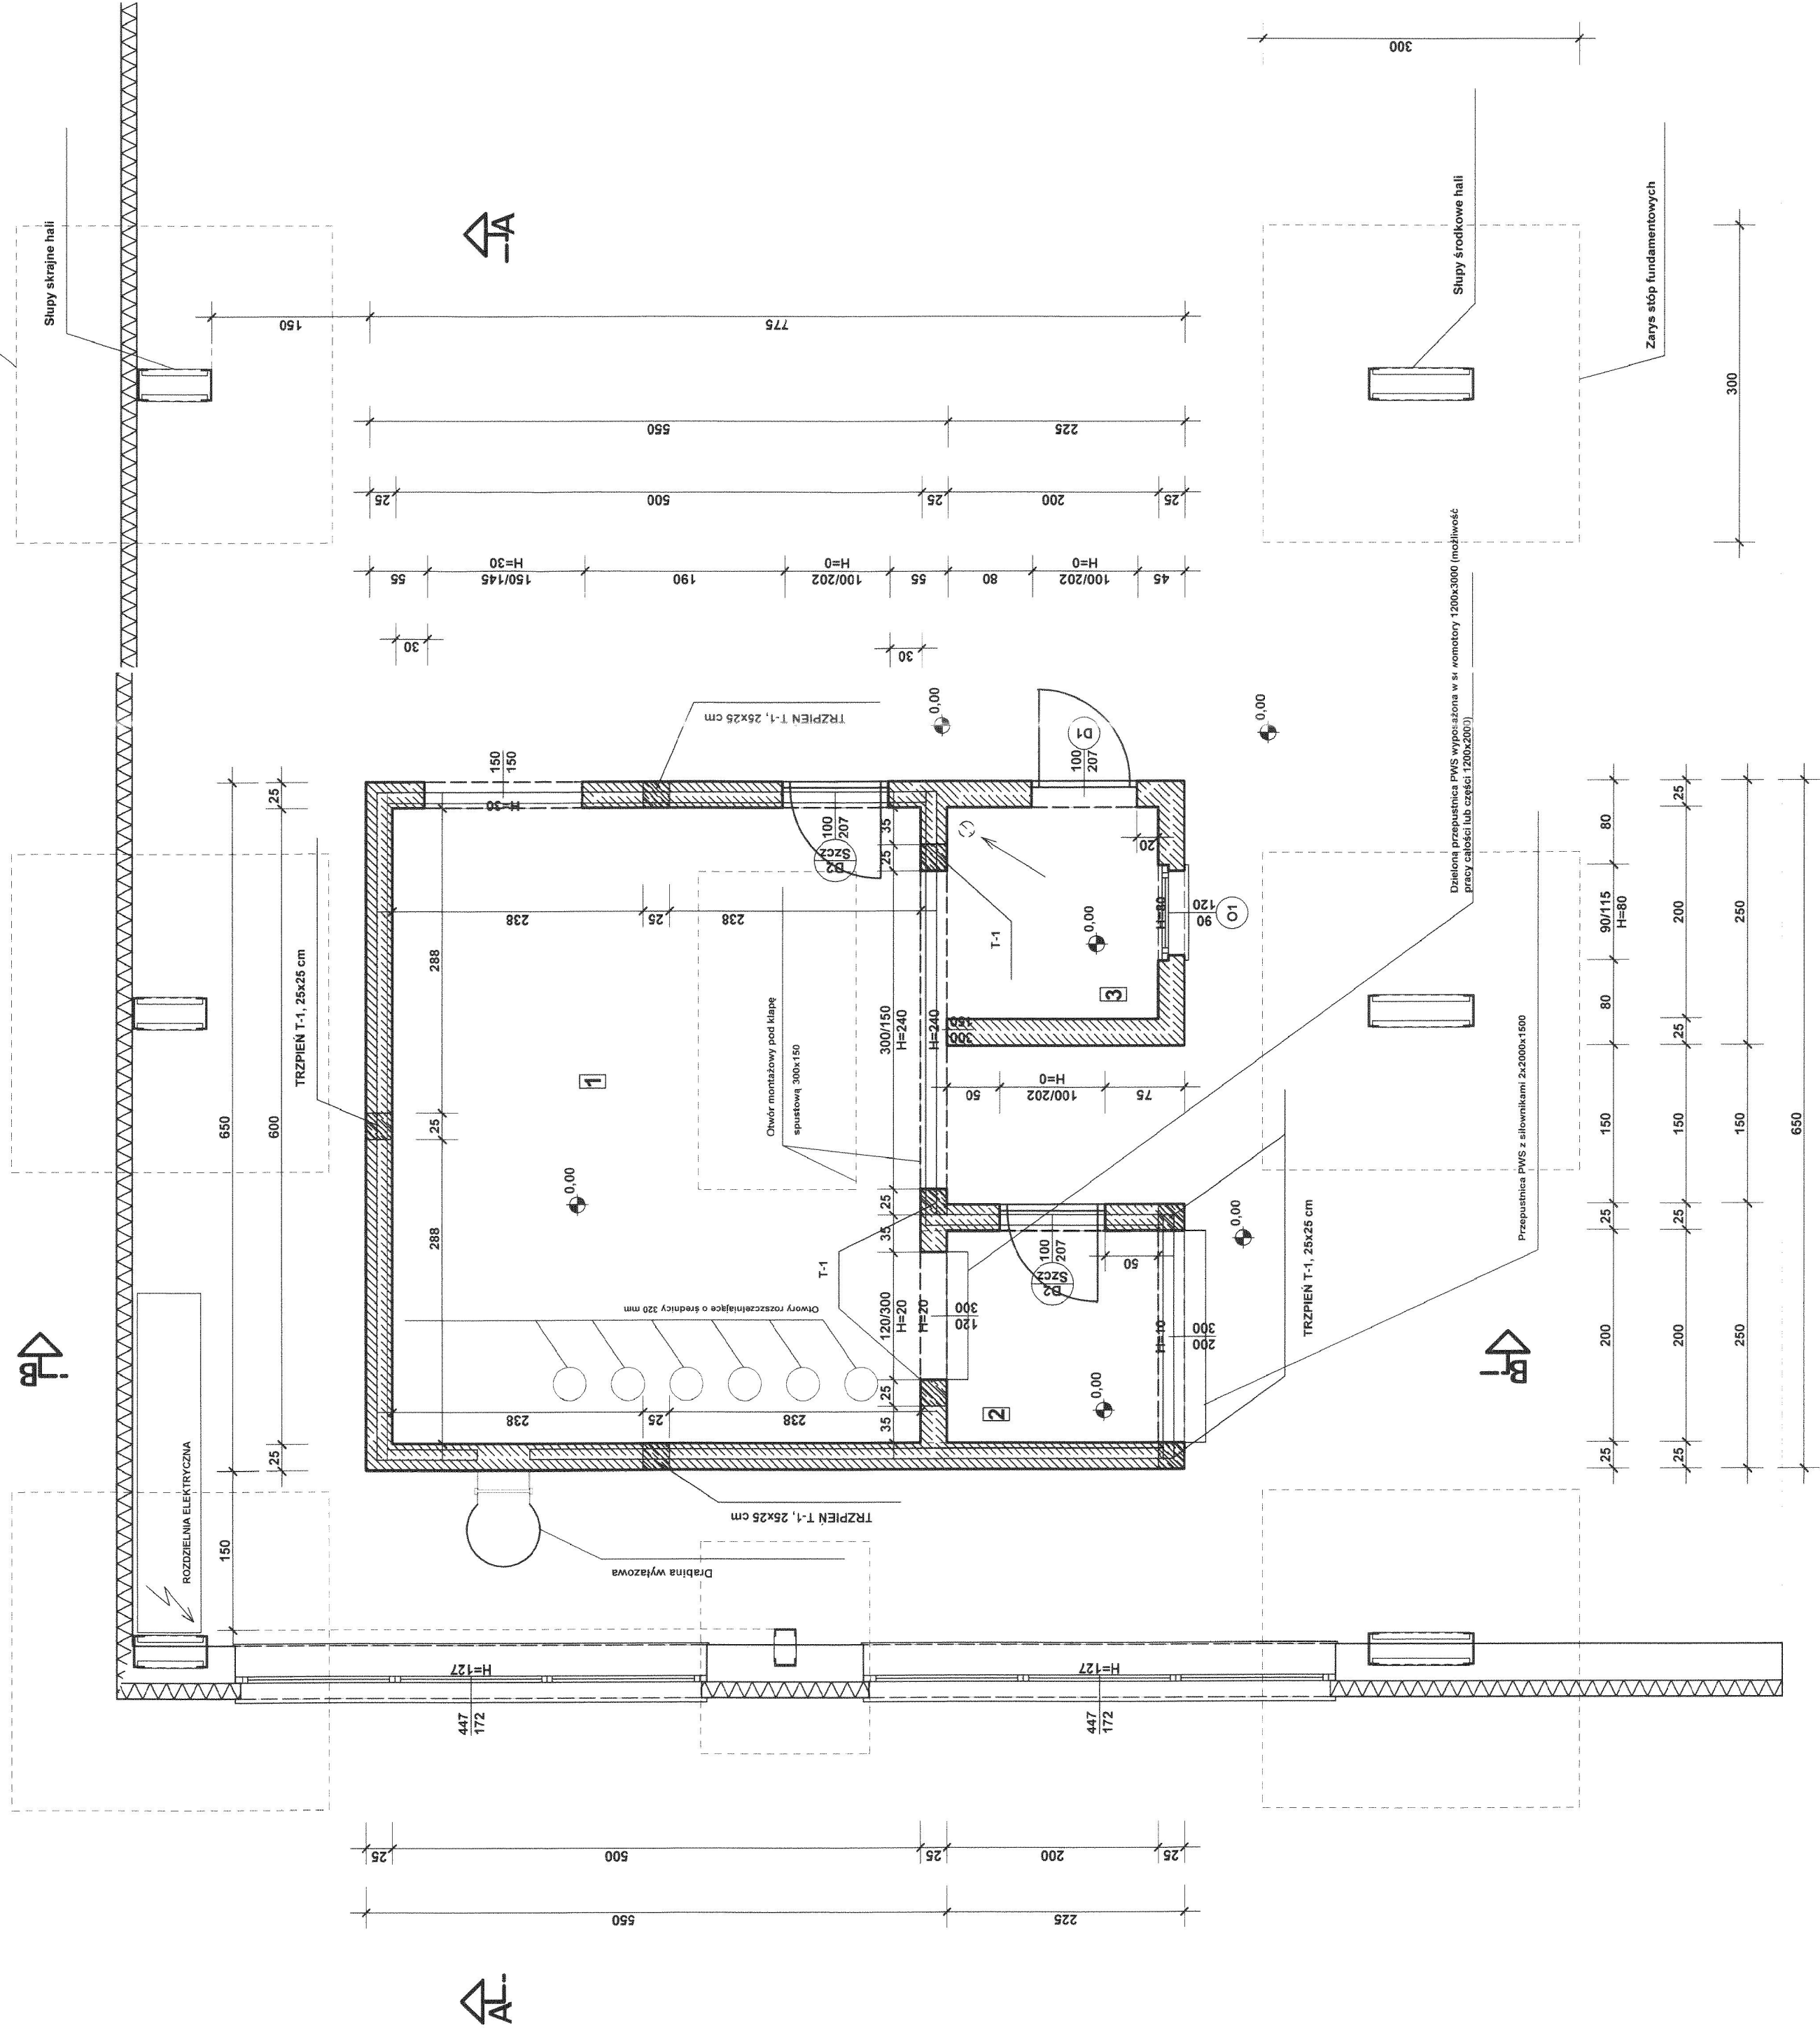 Słupy skrajne hali
A
300
Słupy środkowe hali
Zarys stóp fundamentowych
300
150
775
550
225
25
500
25
200
25
55
150/145
H=30
190
100/202
H=0
55
80
100/202
H=0
45
30
30
TRZPIEŃ T-1, 25x25 cm
0,00
0,00
D1
100
207
150
150
H=30
100
207
D2
Szcz
650
25
600
25
150
TRZPIEŃ T-1, 25x25 cm
288
25
288
238
25
238
35
25
300/150
H=240
H=240
300
150
25
35
120/300
H=20
H=20
300
120
25
35
Otwór montażowy pod klapę
spustową 300x150
1
0,00
T-1
T-1
0,00
3
20
H=80
90
120
O1
50
100/202
H=0
75
100
207
D2
Szcz
50
0,00
2
H=10
200
300
0,00
Otwory rozszczelniające o średnicy 320 mm
238
25
238
Dzielona przepustnica PWS wyposażona w serwomotory 1200x3000 (możliwość
pracy całości lub części 1200x2000)
Przepustnica PWS z siłownikami 2x2000x1500
TRZPIEŃ T-1, 25x25 cm
TRZPIEŃ T-1, 25x25 cm
Drabina wyłazowa
ROZDZIELNIA ELEKTRYCZNA
B
B
80
90/115
H=80
80
150
25
200
25
25
200
25
150
25
200
25
250
150
250
650
H=127
447
172
H=127
447
172
25
500
25
200
25
550
225
A